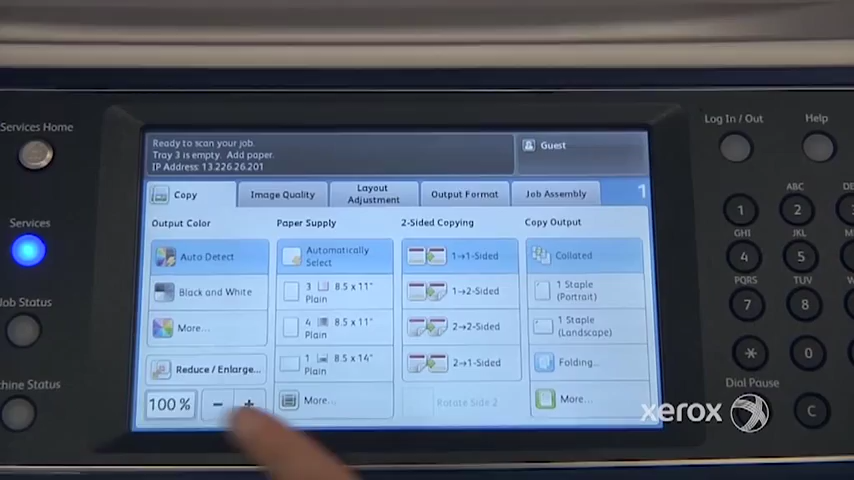 Services Home
Services
Job Status
Machine Status
Ready to scan your job.
Tray 3 is empty. Add paper.
IP Address: 13.226.26.201
Guest
Copy
Image Quality
Layout
Adjustment
Output Format
Job Assembly
1
Output Color
Auto Detect
Black and White
More...
Reduce / Enlarge...
100 %
- +
Paper Supply
Automatically
Select
3 8.5 x 11"
Plain
4 8.5 x 11"
Plain
1 8.5 x 14"
Plain
More...
2-Sided Copying
1→1-Sided
1→2-Sided
2→2-Sided
2→1-Sided
Rotate Side 2
Copy Output
Collated
1 Staple
(Portrait)
1 Staple
(Landscape)
Folding...
More...
Log In / Out
Help
ABC
1 2
GHI JKL
4 5
PQRS TUV
7 8
* 0
Dial Pause
C
xerox